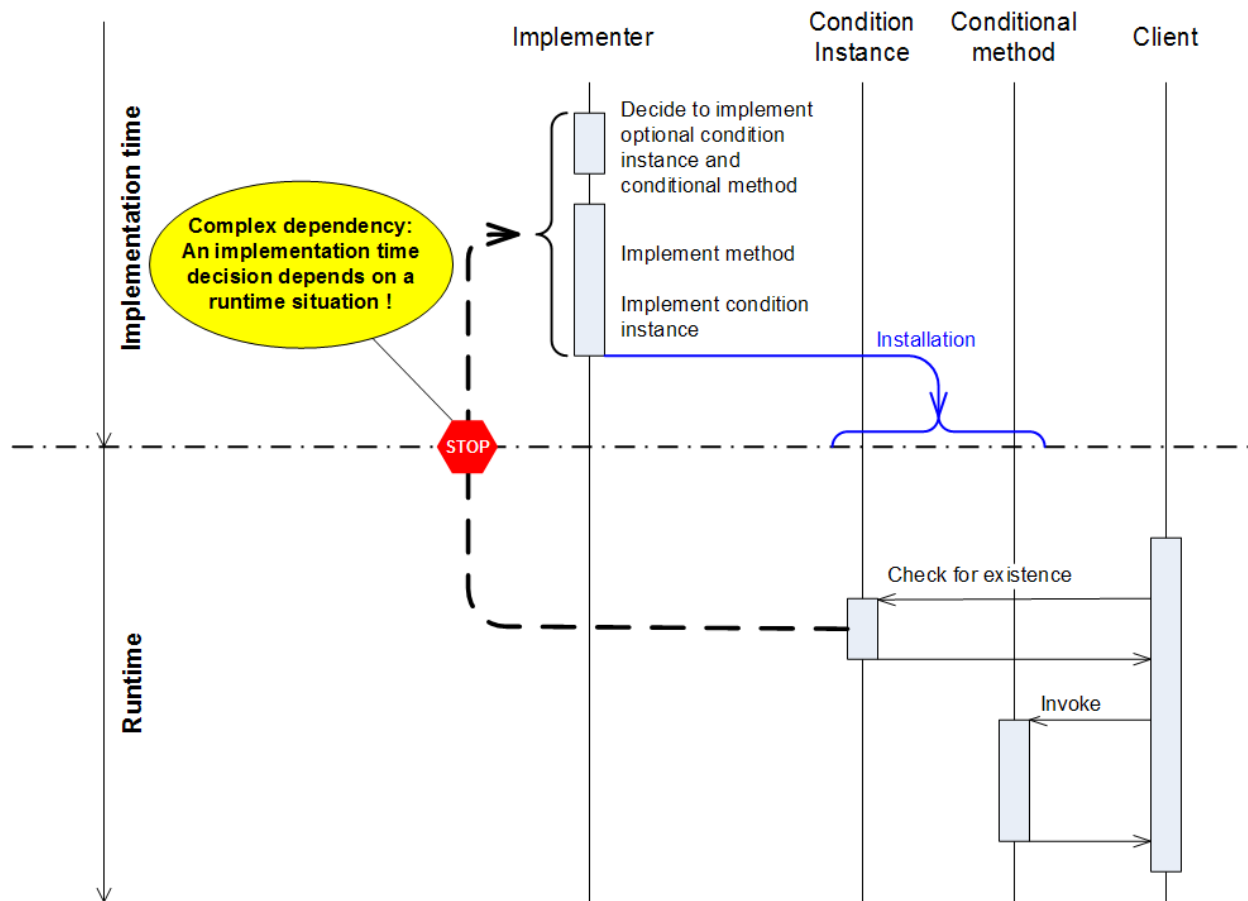 Implementer
Condition
Instance
Conditional
method
Client
Implementation time
Decide to implement
optional condition
instance and
conditional method
Complex dependency:
An implementation time
decision depends on a
runtime situation !
Implement method
Implement condition
instance
Installation
STOP
Runtime
Check for existence
Invoke